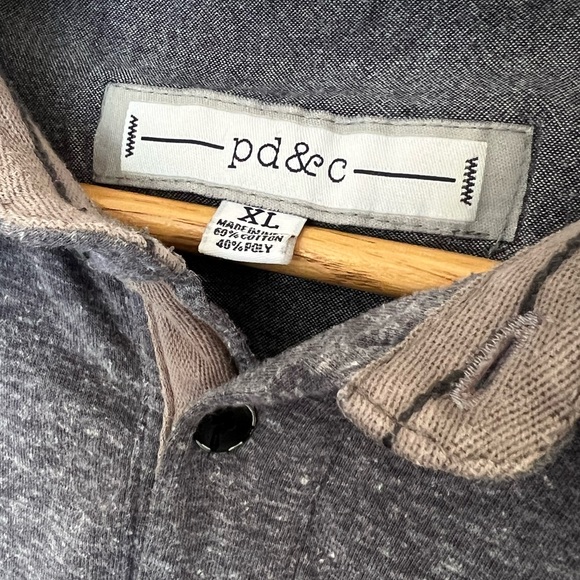 pd&c
XL
MADE IN
60% COTTON
40% POLY